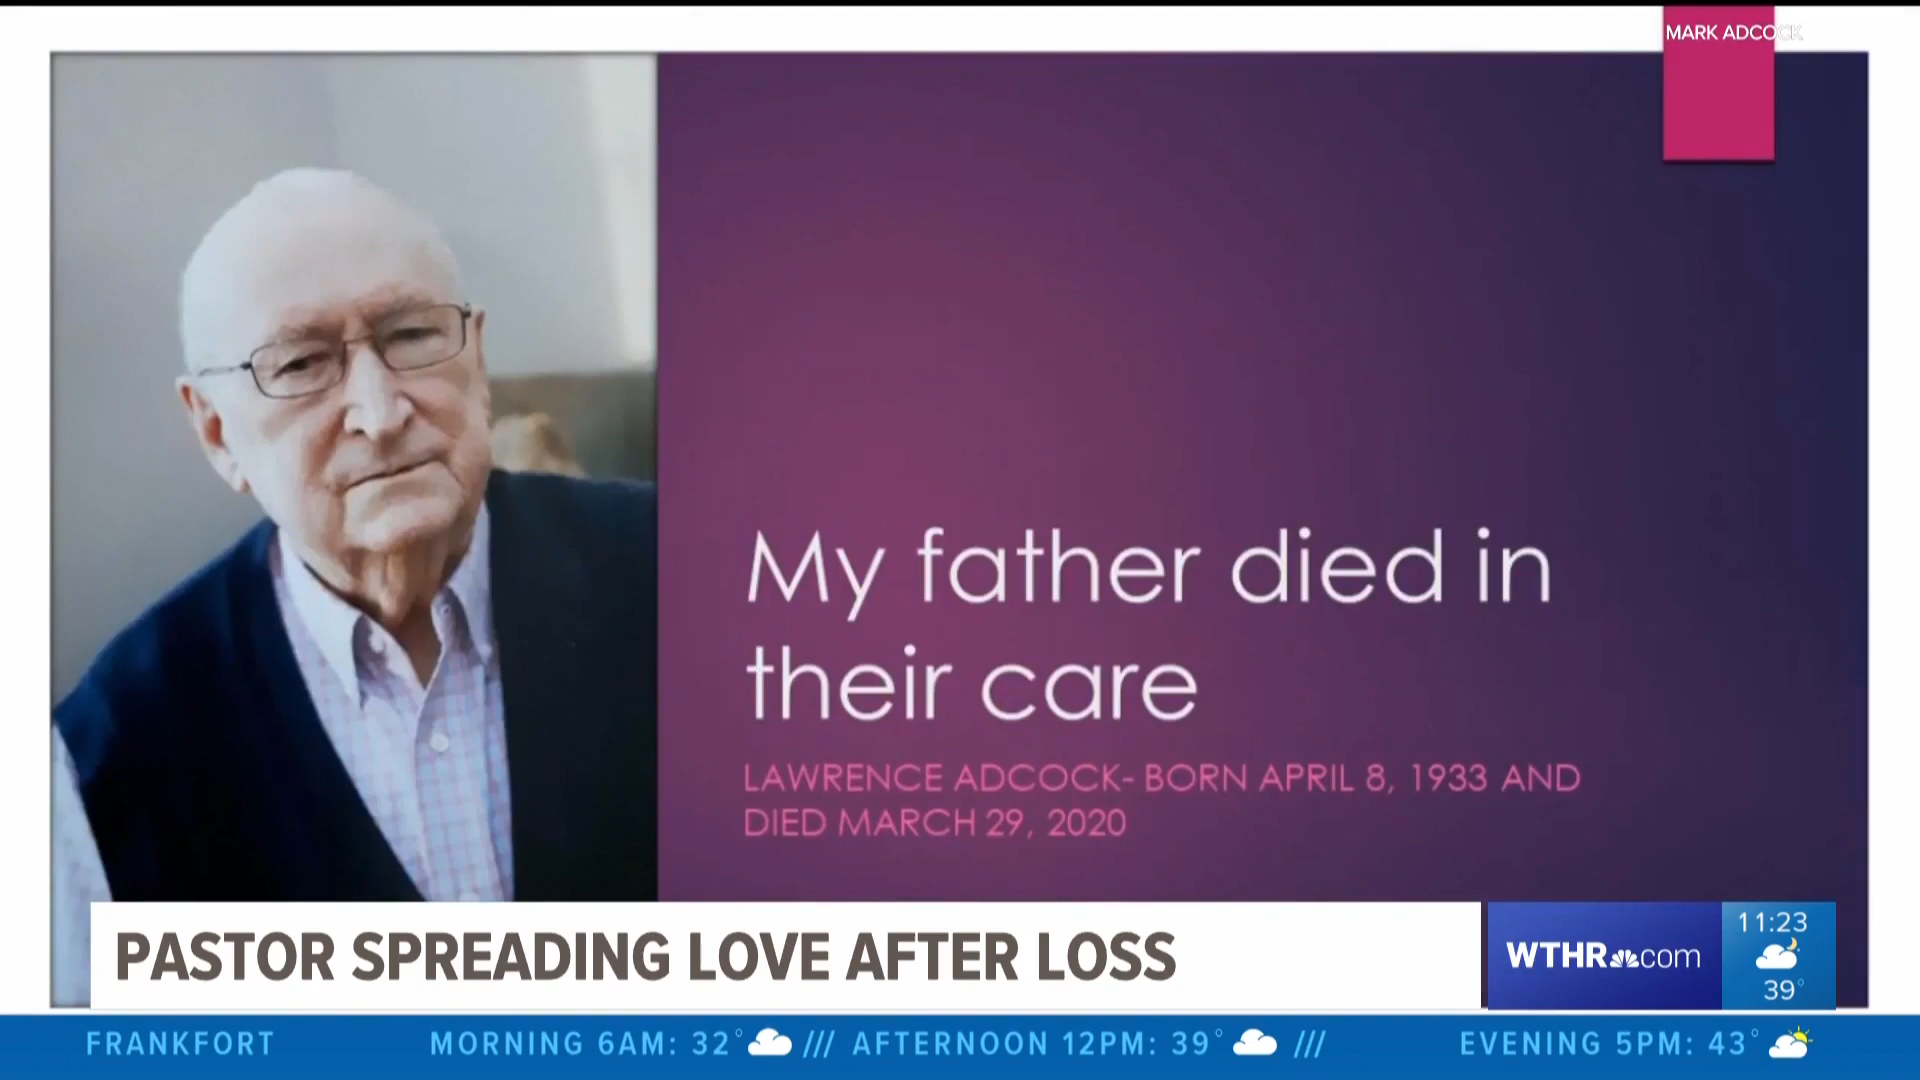 MARK ADCOCK
My father died in
their care
LAWRENCE ADCOCK- BORN APRIL 8, 1933 AND
DIED MARCH 29, 2020
PASTOR SPREADING LOVE AFTER LOSS
WTHR.com
11:23
39°
FRANKFORT MORNING 6AM: 32° /// AFTERNOON 12PM: 39° /// EVENING 5PM: 43°